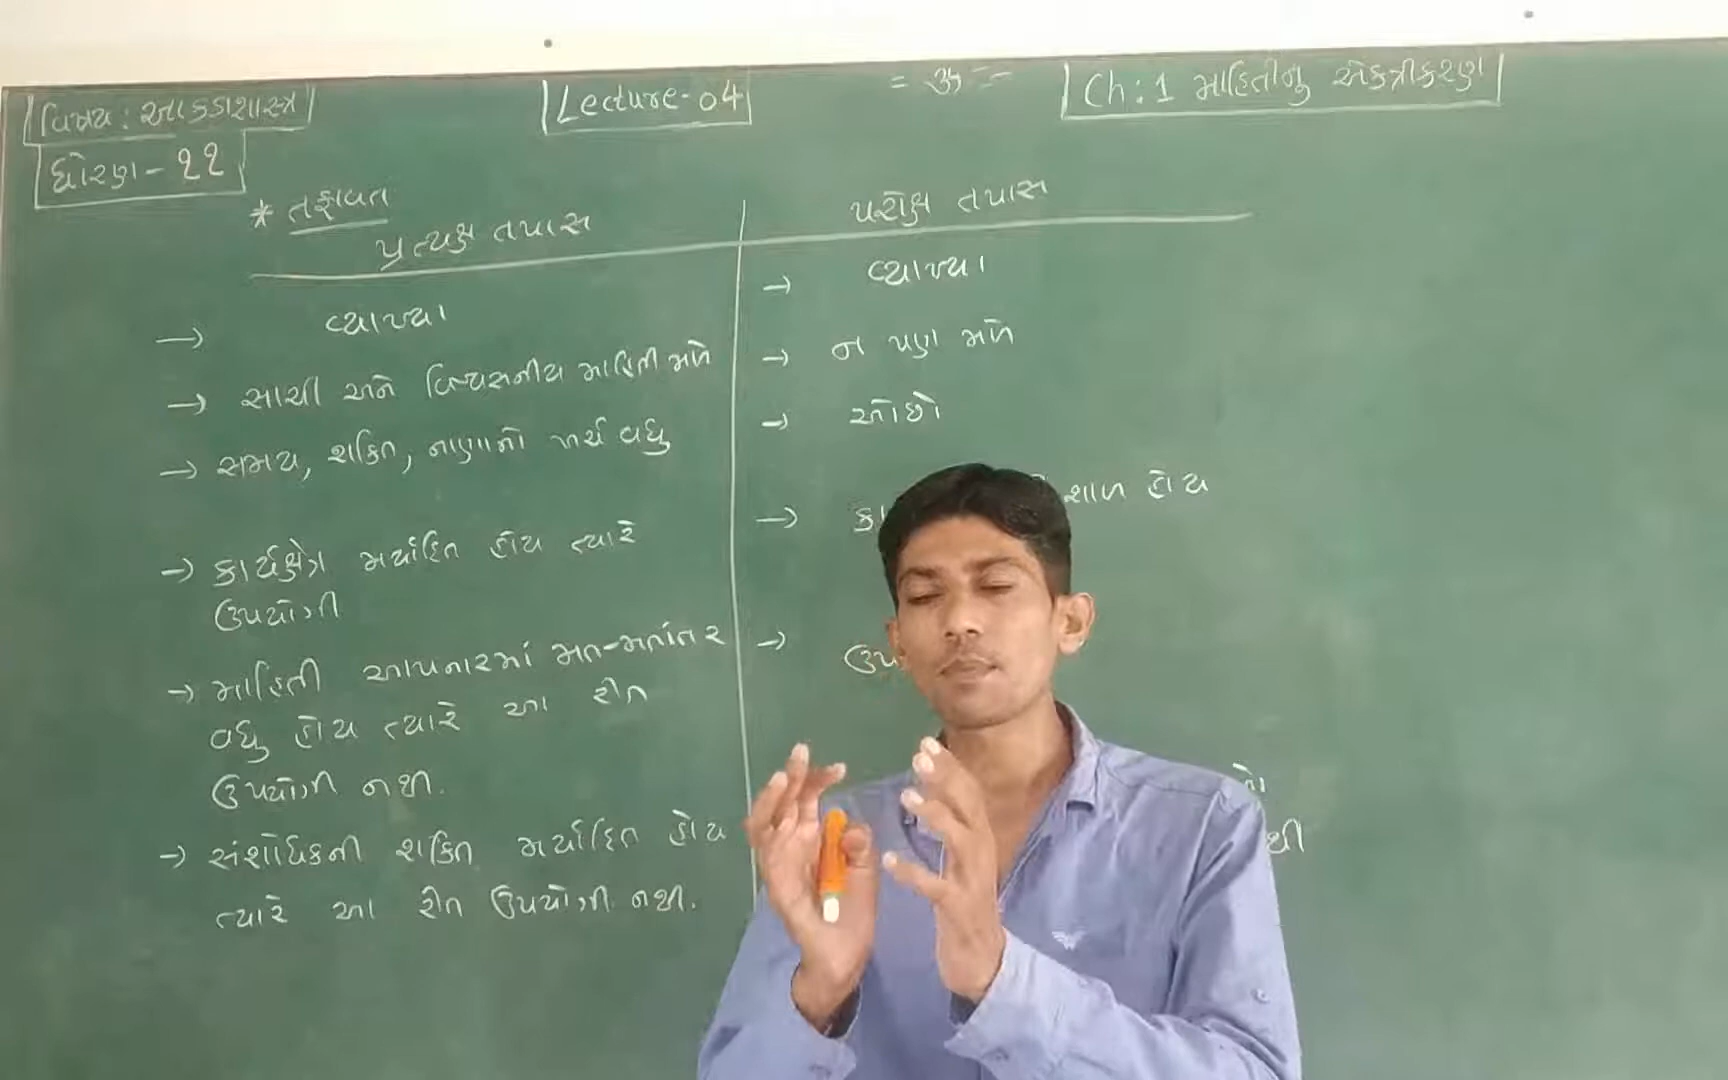 વિષય : આંકડાશાસ્ત્ર
Lecture-04
= ૐ =
Ch:1 માહિતીનું એકત્રીકરણ
ધોરણ-૧૧
* તફાવત
પ્રત્યક્ષ તપાસ
પરોક્ષ તપાસ
→ વ્યાખ્યા
→ વ્યાખ્યા
→ સાચી અને વિશ્વસનીય માહિતી મળે
→ ન પણ મળે
→ સમય, શક્તિ, નાણાનો ખર્ચ વધુ
→ ઓછો
→ કાર્યક્ષેત્ર મર્યાદિત હોય ત્યારે
ઉપયોગી
→ હોય
→ માહિતી આપનારમાં મત-મતાંતર
વધુ હોય ત્યારે આ રીત
ઉપયોગી નથી.
→
→ સંશોધકની શક્તિ મર્યાદિત હોય
ત્યારે આ રીત ઉપયોગી નથી.